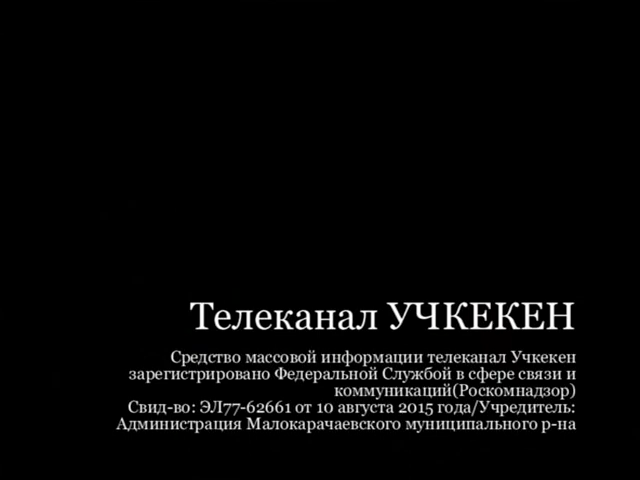 Телеканал УЧКЕКЕН
Средство массовой информации телеканал Учкекен
зарегистрировано Федеральной Службой в сфере связи и
коммуникаций(Роскомнадзор)
Свид-во: ЭЛ77-62661 от 10 августа 2015 года/Учредитель:
Администрация Малокарачаевского муниципального р-на